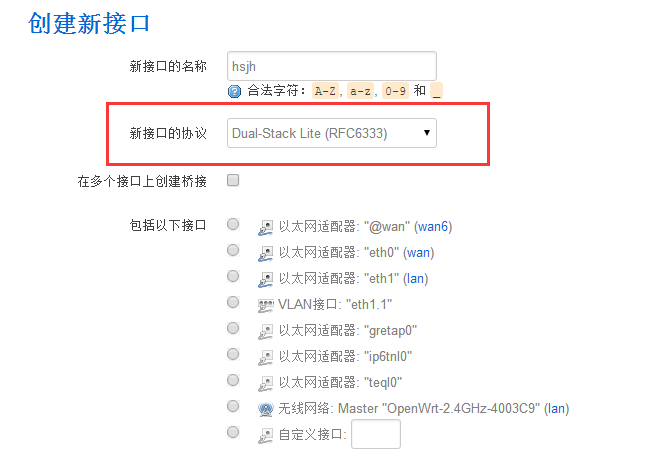 创建新接口
新接口的名称 hsjh
合法字符: A-Z, a-z, 0-9 和 _
新接口的协议 Dual-Stack Lite (RFC6333)
在多个接口上创建桥接
包括以下接口 以太网适配器: "@wan" (wan6)
以太网适配器: "eth0" (wan)
以太网适配器: "eth1" (lan)
VLAN接口: "eth1.1"
以太网适配器: "gretap0"
以太网适配器: "ip6tnl0"
以太网适配器: "teql0"
无线网络: Master "OpenWrt-2.4GHz-4003C9" (lan)
自定义接口: